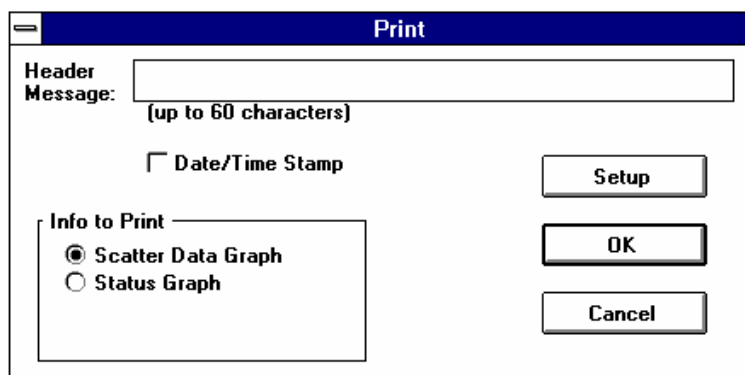 Print
Header
Message:
(up to 60 characters)
Date/Time Stamp
Setup
Info to Print
Scatter Data Graph
Status Graph
OK
Cancel